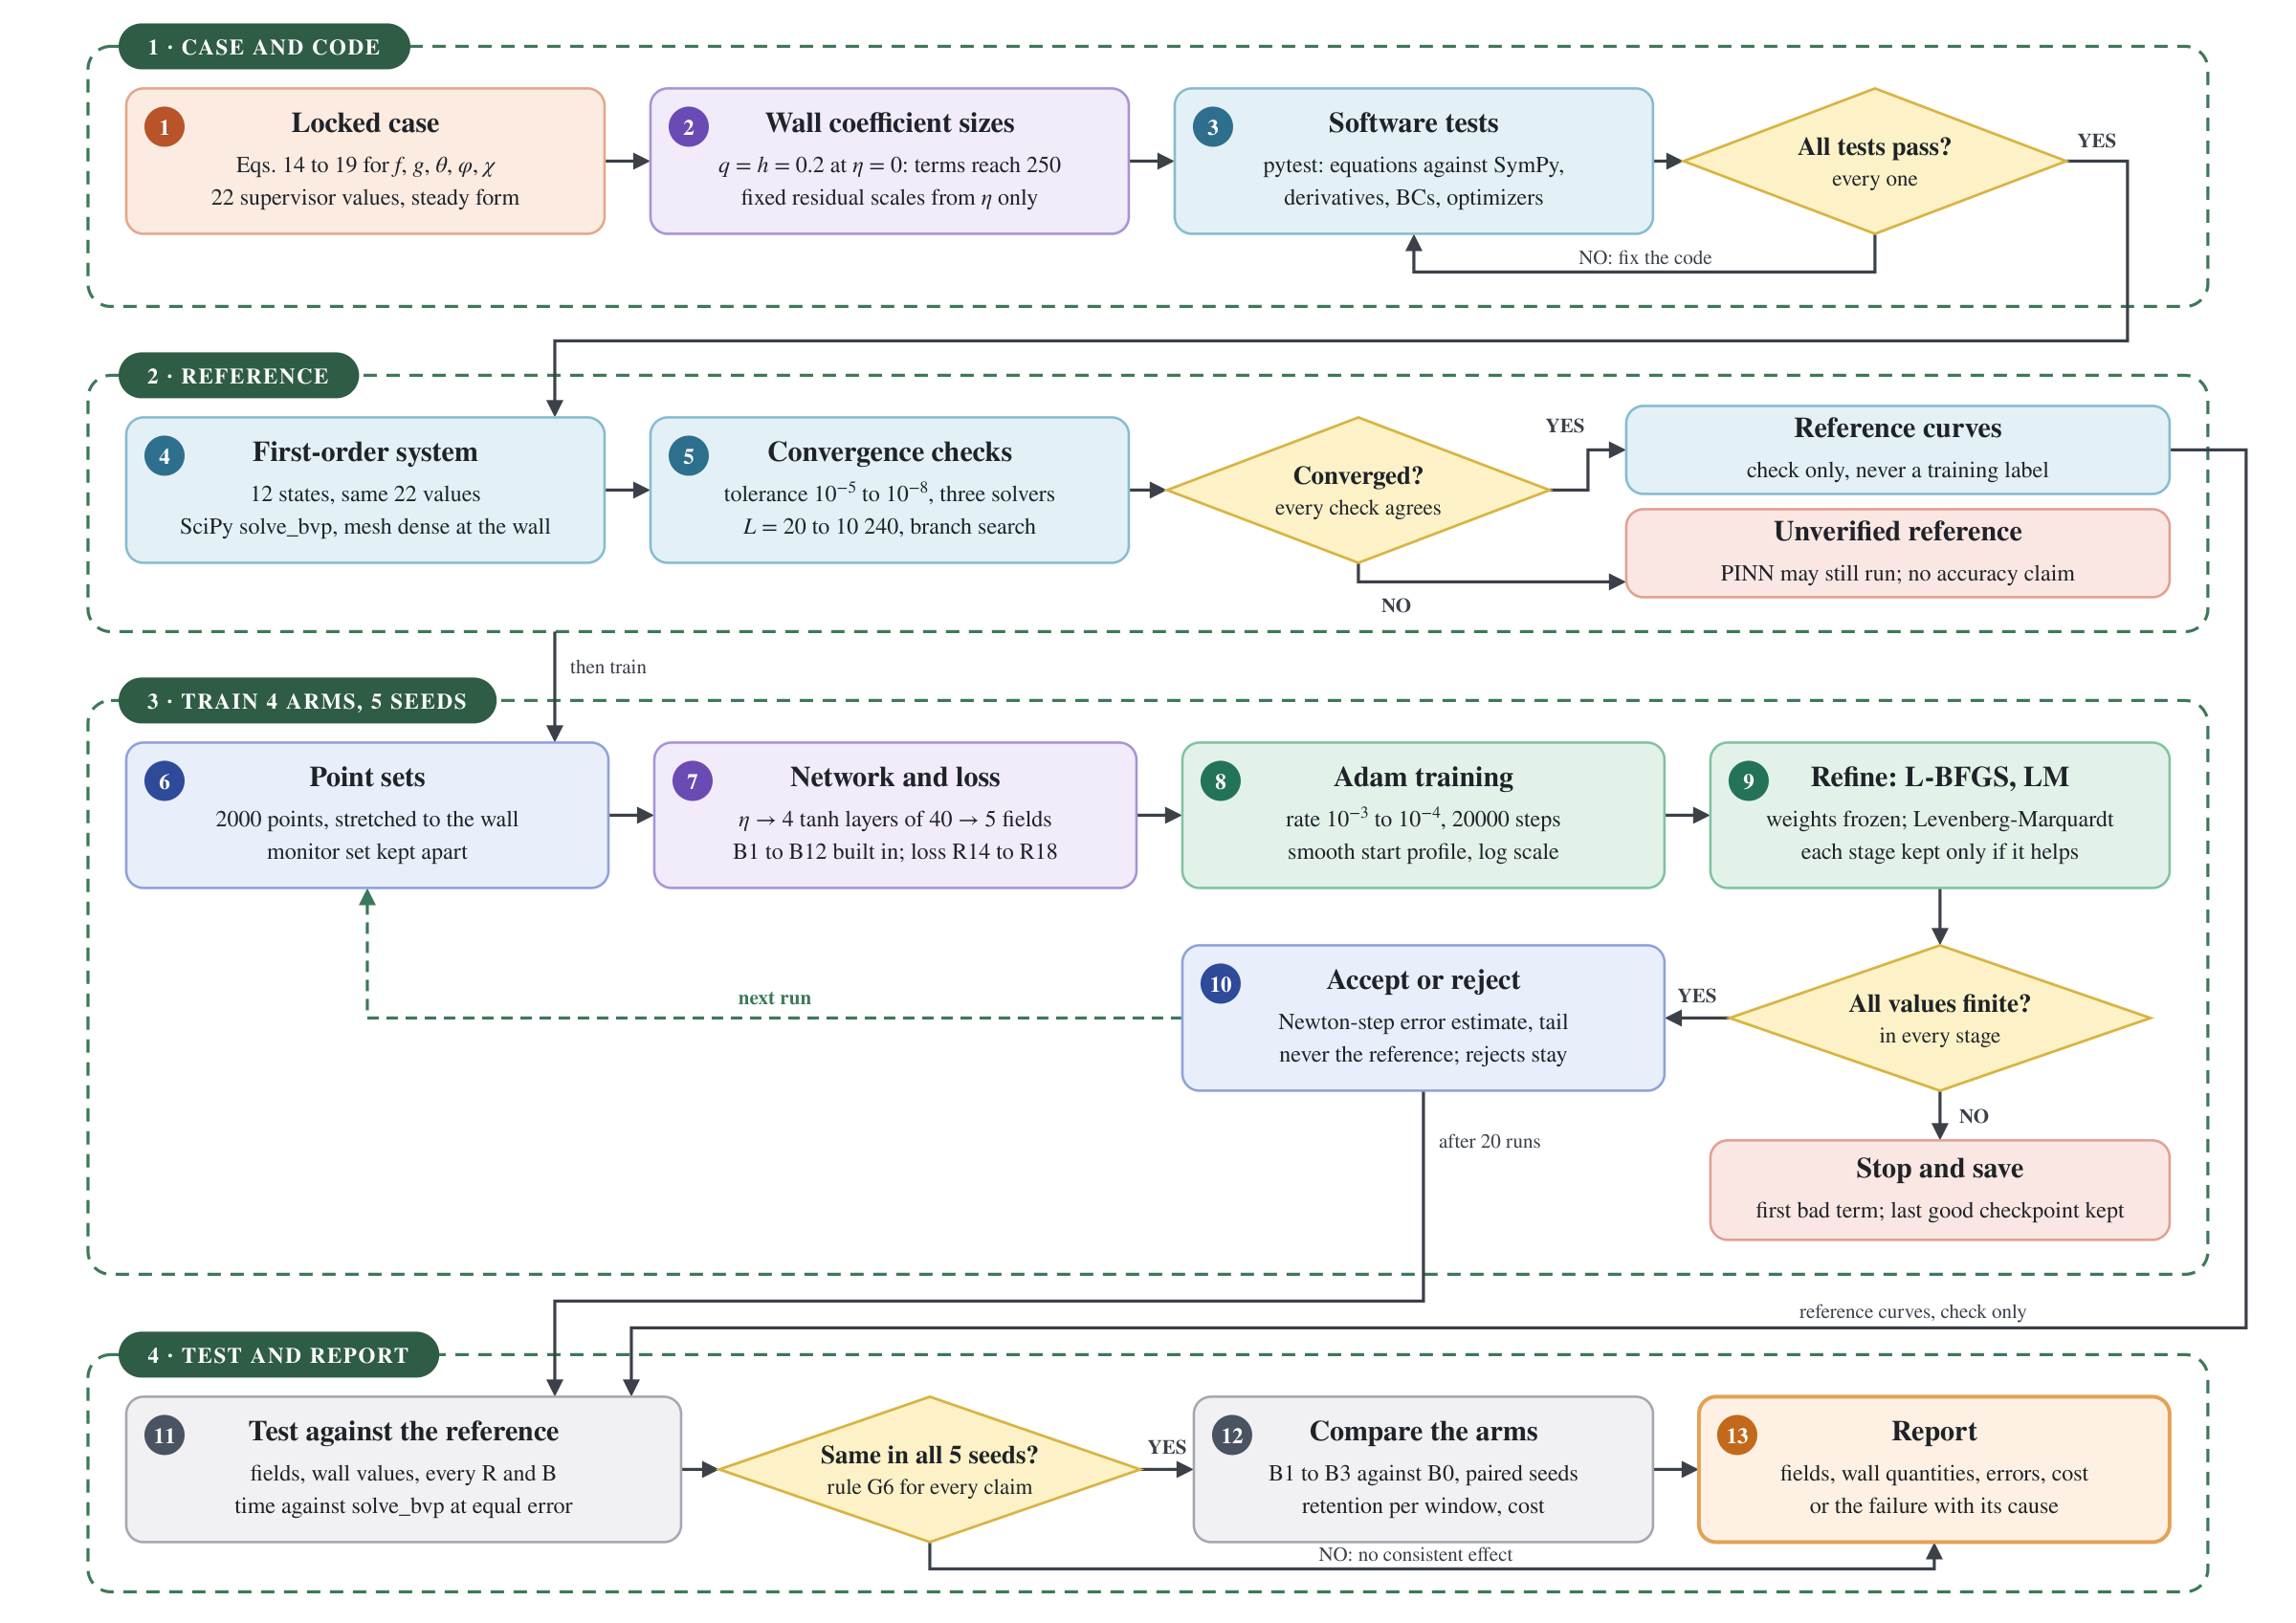 1 · CASE AND CODE
1
Locked case
Eqs. 14 to 19 for f, g, θ, φ, χ
22 supervisor values, steady form
2
Wall coefficient sizes
q = h = 0.2 at η = 0: terms reach 250
fixed residual scales from η only
3
Software tests
pytest: equations against SymPy,
derivatives, BCs, optimizers
All tests pass?
every one
YES
NO: fix the code
2 · REFERENCE
4
First-order system
12 states, same 22 values
SciPy solve_bvp, mesh dense at the wall
5
Convergence checks
tolerance 10⁻⁵ to 10⁻⁸, three solvers
L = 20 to 10 240, branch search
Converged?
every check agrees
YES
Reference curves
check only, never a training label
NO
Unverified reference
PINN may still run; no accuracy claim
then train
3 · TRAIN 4 ARMS, 5 SEEDS
6
Point sets
2000 points, stretched to the wall
monitor set kept apart
7
Network and loss
η → 4 tanh layers of 40 → 5 fields
B1 to B12 built in; loss R14 to R18
8
Adam training
rate 10⁻³ to 10⁻⁴, 20000 steps
smooth start profile, log scale
9
Refine: L-BFGS, LM
weights frozen; Levenberg-Marquardt
each stage kept only if it helps
All values finite?
in every stage
YES
10
Accept or reject
Newton-step error estimate, tail
never the reference; rejects stay
next run
NO
Stop and save
first bad term; last good checkpoint kept
after 20 runs
reference curves, check only
4 · TEST AND REPORT
11
Test against the reference
fields, wall values, every R and B
time against solve_bvp at equal error
Same in all 5 seeds?
rule G6 for every claim
YES
12
Compare the arms
B1 to B3 against B0, paired seeds
retention per window, cost
13
Report
fields, wall quantities, errors, cost
or the failure with its cause
NO: no consistent effect